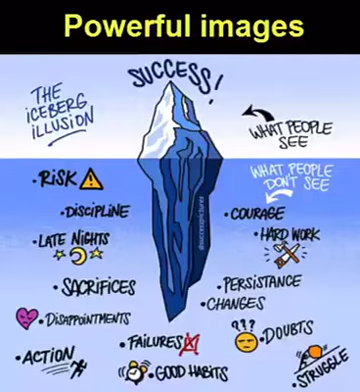 Powerful images
SUCCESS!
THE
ICEBERG
ILLUSION
WHAT PEOPLE
SEE
WHAT PEOPLE
DON'T SEE
• RISK
• DISCIPLINE
• COURAGE
• LATE NIGHTS
• HARD WORK
• SACRIFICES
• PERSISTANCE
• CHANGES
• DISAPPOINTMENTS
???
• DOUBTS
• FAILURES
• ACTION
• GOOD HABITS
• STRUGGLE
@successpictures